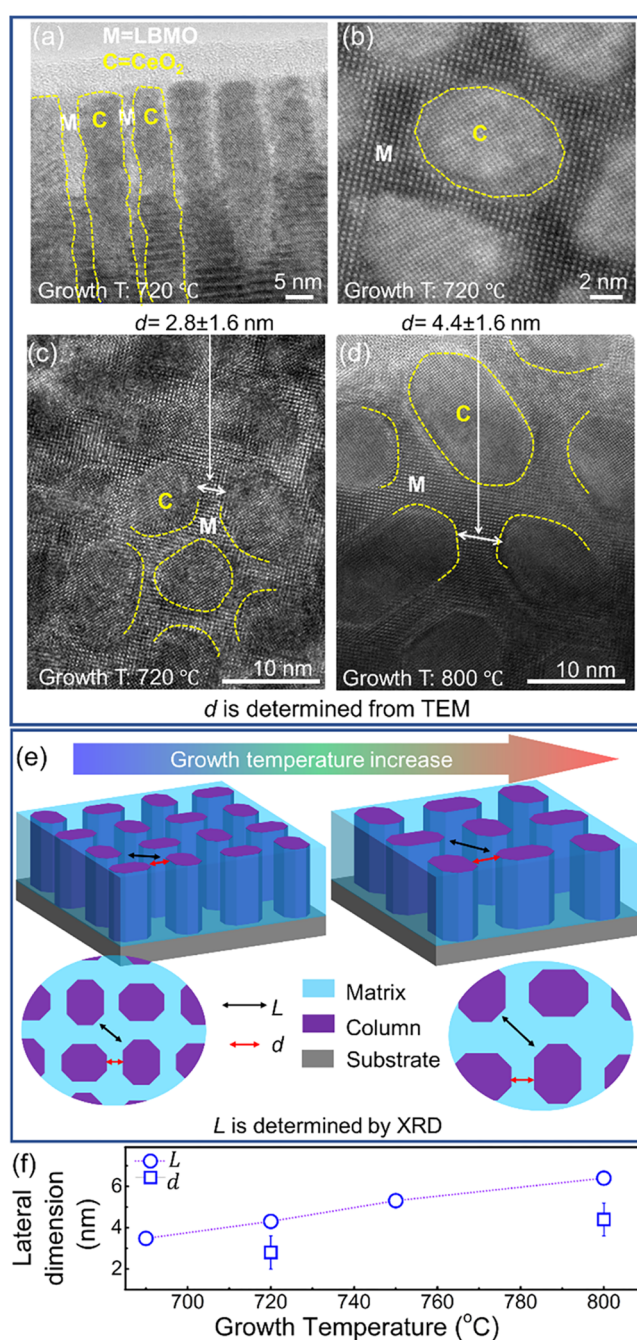 (a)
M=LBMO
C=CeO₂
M
C
M
C
Growth T: 720 ℃
5 nm
(b)
C
M
Growth T: 720 ℃
2 nm
d= 2.8±1.6 nm
d= 4.4±1.6 nm
(c)
C
M
Growth T: 720 ℃
10 nm
(d)
C
M
Growth T: 800 ℃
10 nm
d is determined from TEM
(e)
Growth temperature increase
L
d
Matrix
Column
Substrate
L is determined by XRD
(f)
L
d
Lateral
dimension
(nm)
6
4
2
700
720
740
760
780
800
Growth Temperature (°C)